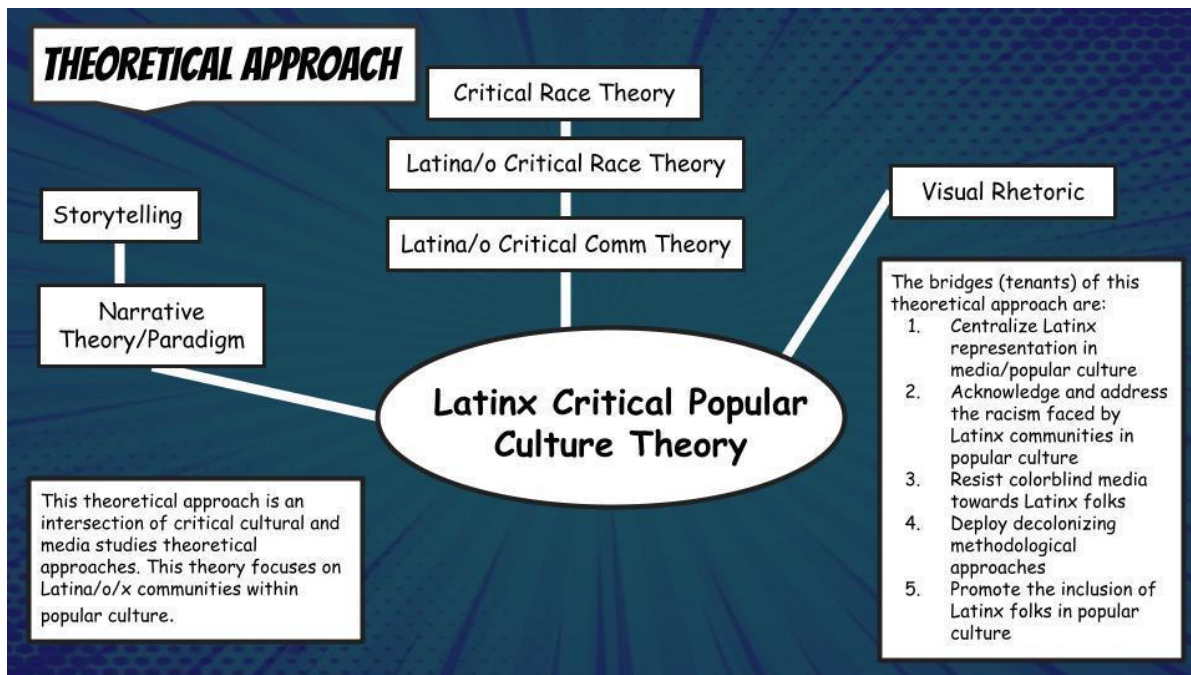 THEORETICAL APPROACH
Critical Race Theory
Latina/o Critical Race Theory
Latina/o Critical Comm Theory
Storytelling
Narrative
Theory/Paradigm
Visual Rhetoric
Latinx Critical Popular
Culture Theory
This theoretical approach is an
intersection of critical cultural and
media studies theoretical
approaches. This theory focuses on
Latina/o/x communities within
popular culture.
The bridges (tenants) of this
theoretical approach are:
1. Centralize Latinx
representation in
media/popular culture
2. Acknowledge and address
the racism faced by
Latinx communities in
popular culture
3. Resist colorblind media
towards Latinx folks
4. Deploy decolonizing
methodological
approaches
5. Promote the inclusion of
Latinx folks in popular
culture